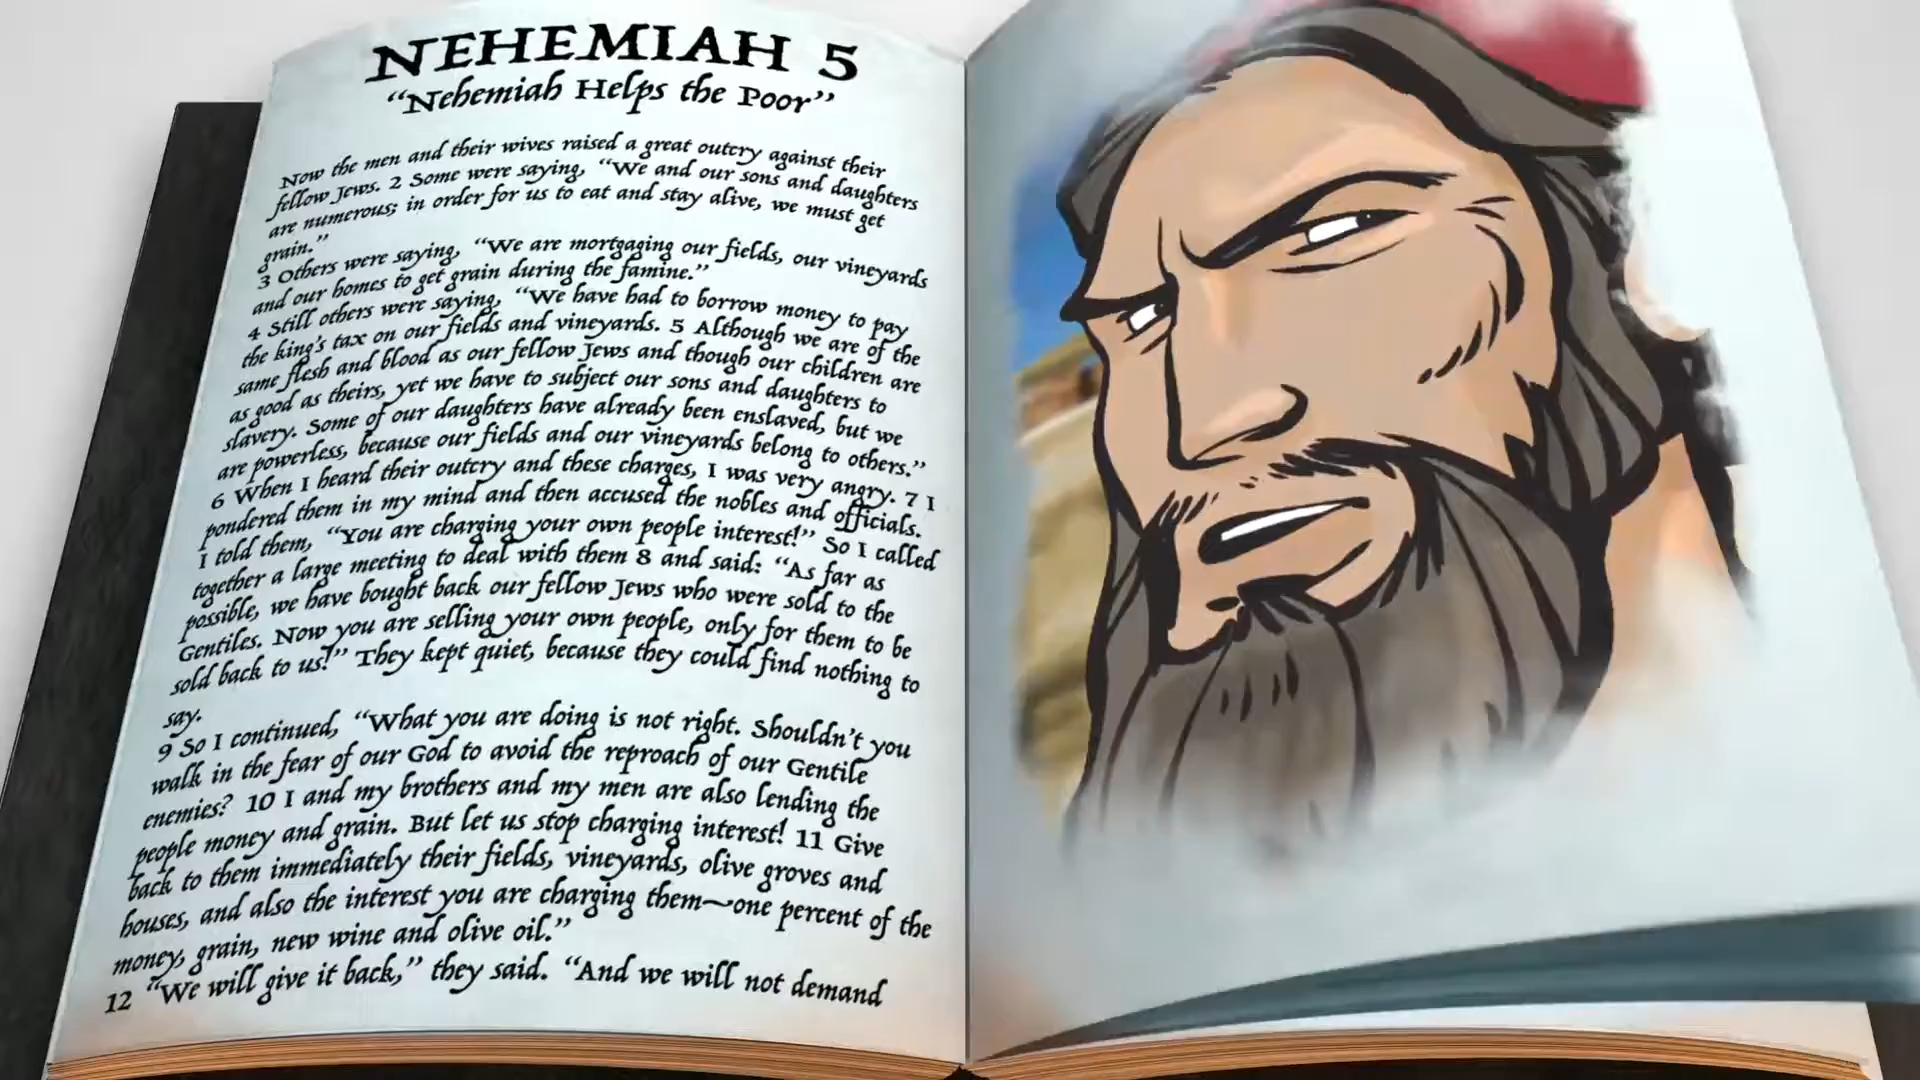 NEHEMIAH 5
“Nehemiah Helps the Poor”
Now the men and their wives raised a great outcry against their
fellow Jews. 2 Some were saying, “We and our sons and daughters
are numerous; in order for us to eat and stay alive, we must get
grain.”
3 Others were saying, “We are mortgaging our fields, our vineyards
and our homes to get grain during the famine.”
4 Still others were saying, “We have had to borrow money to pay
the king’s tax on our fields and vineyards. 5 Although we are of the
same flesh and blood as our fellow Jews and though our children are
as good as theirs, yet we have to subject our sons and daughters to
slavery. Some of our daughters have already been enslaved, but we
are powerless, because our fields and our vineyards belong to others.”
6 When I heard their outcry and these charges, I was very angry. 7 I
pondered them in my mind and then accused the nobles and officials.
I told them, “You are charging your own people interest!” So I called
together a large meeting to deal with them 8 and said: “As far as
possible, we have bought back our fellow Jews who were sold to the
Gentiles. Now you are selling your own people, only for them to be
sold back to us!” They kept quiet, because they could find nothing to
say.
9 So I continued, “What you are doing is not right. Shouldn’t you
walk in the fear of our God to avoid the reproach of our Gentile
enemies? 10 I and my brothers and my men are also lending the
people money and grain. But let us stop charging interest! 11 Give
back to them immediately their fields, vineyards, olive groves and
houses, and also the interest you are charging them—one percent of the
money, grain, new wine and olive oil.”
12 “We will give it back,” they said. “And we will not demand